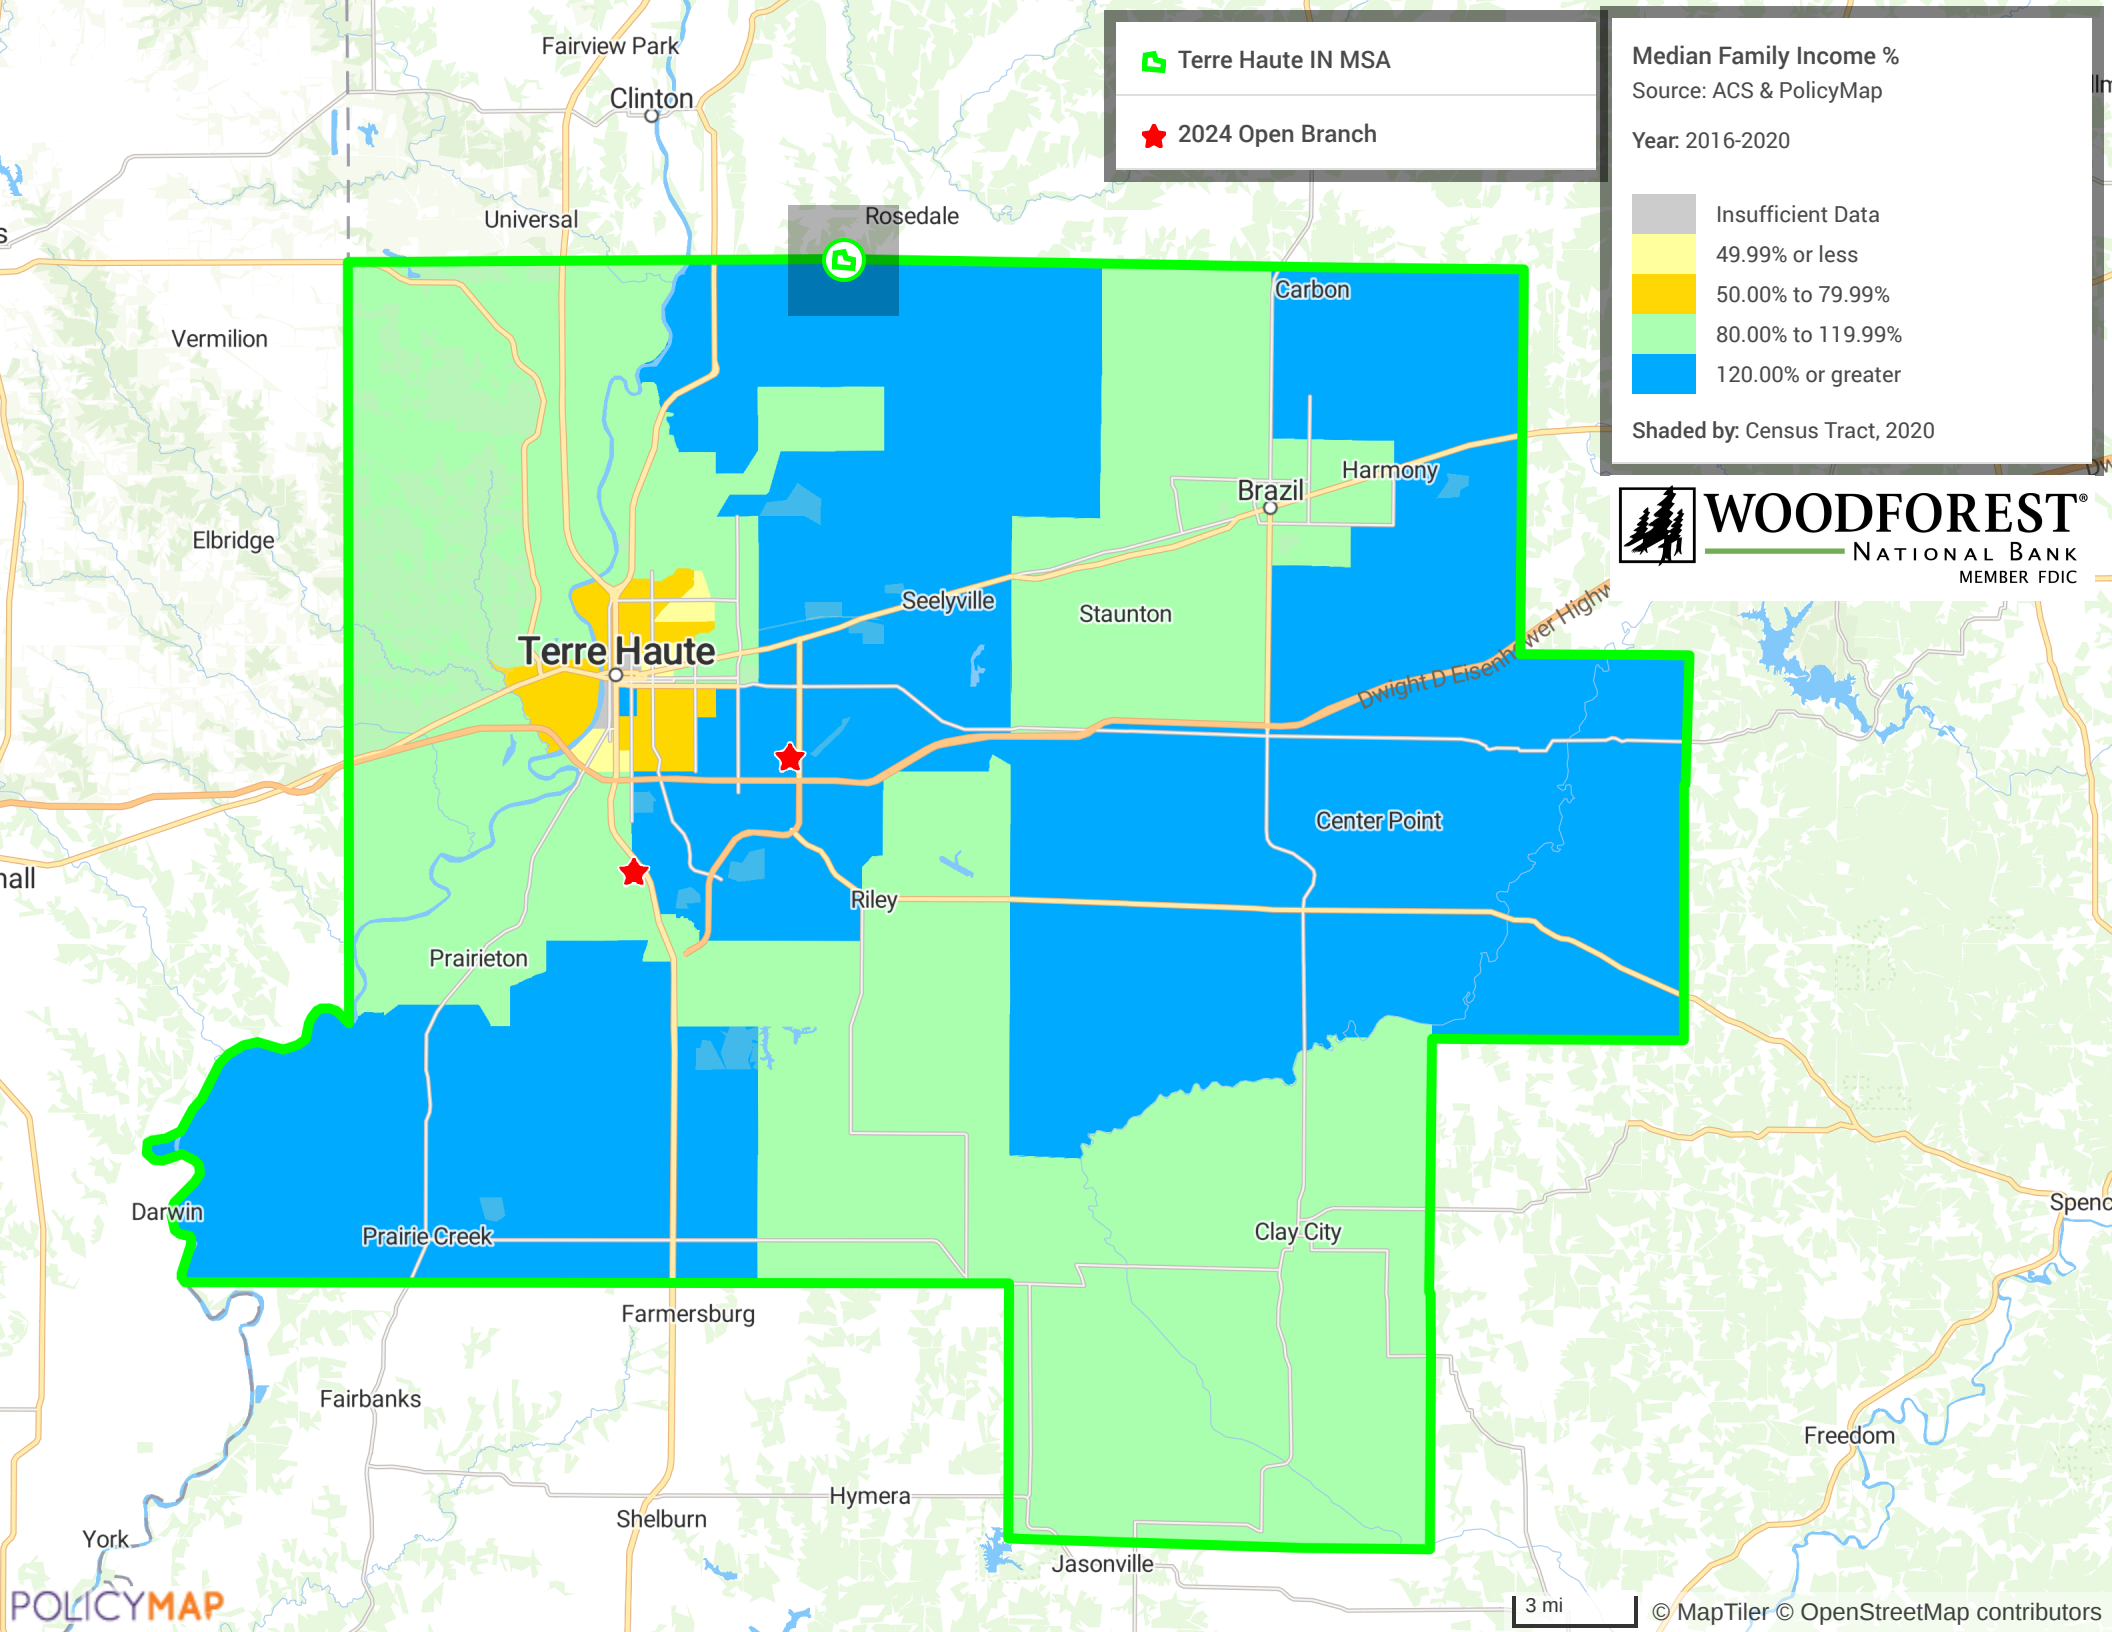 Fairview Park
Clinton
Universal
Rosedale
Vermilion
Elbridge
Carbon
Harmony
Brazil
Seelyville
Staunton
Terre Haute
Dwight D Eisenhower Highw
Center Point
Riley
Prairieton
Darwin
Prairie Creek
Clay City
Farmersburg
Fairbanks
Hymera
Shelburn
York
Jasonville
Freedom
Spenc
hall
s
Dw
Terre Haute IN MSA
2024 Open Branch
Median Family Income %
Source: ACS & PolicyMap
Year: 2016-2020
Insufficient Data
49.99% or less
50.00% to 79.99%
80.00% to 119.99%
120.00% or greater
Shaded by: Census Tract, 2020
WOODFOREST®
NATIONAL BANK
MEMBER FDIC
POLICYMAP
3 mi
© MapTiler © OpenStreetMap contributors